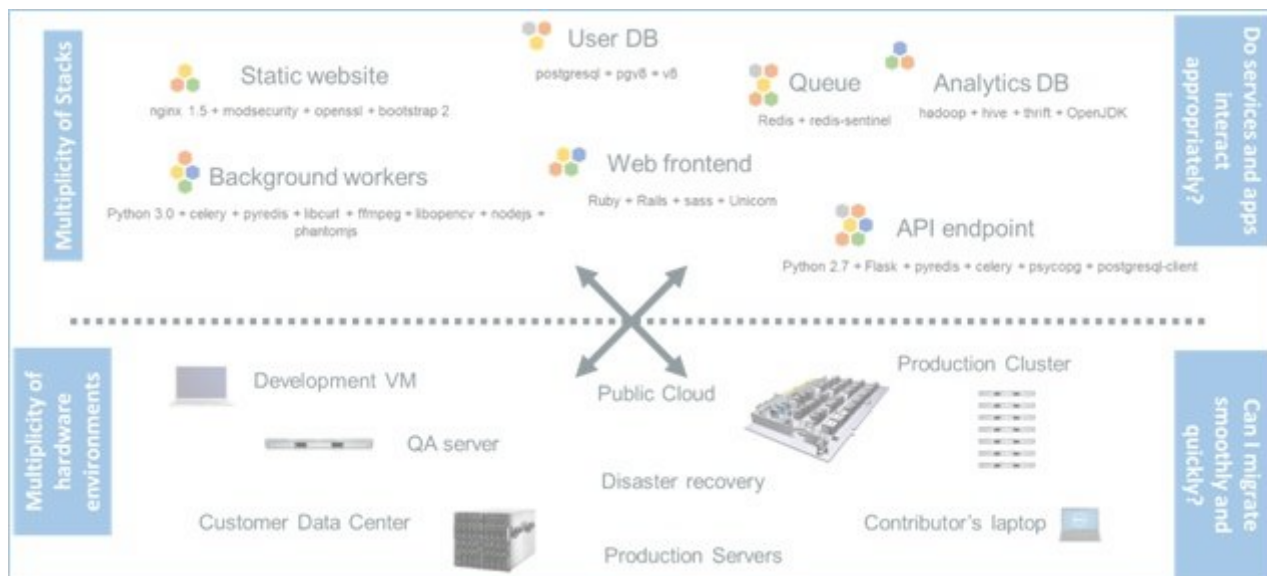 Multiplicity of Stacks
Static website
nginx 1.5 + modsecurity + openssl + bootstrap 2
User DB
postgresql + pgv8 + v8
Queue
Redis + redis-sentinel
Analytics DB
hadoop + hive + thrift + OpenJDK
Background workers
Python 3.0 + celery + pyredis + libcurl + ffmpeg + libopencv + nodejs +
phantomjs
Web frontend
Ruby + Rails + sass + Unicorn
API endpoint
Python 2.7 + Flask + pyredis + celery + psycopg + postgresql-client
Do services and apps
interact
appropriately?
Multiplicity of
hardware
environments
Development VM
QA server
Customer Data Center
Public Cloud
Disaster recovery
Production Servers
Production Cluster
Contributor's laptop
Can I migrate
smoothly and
quickly?